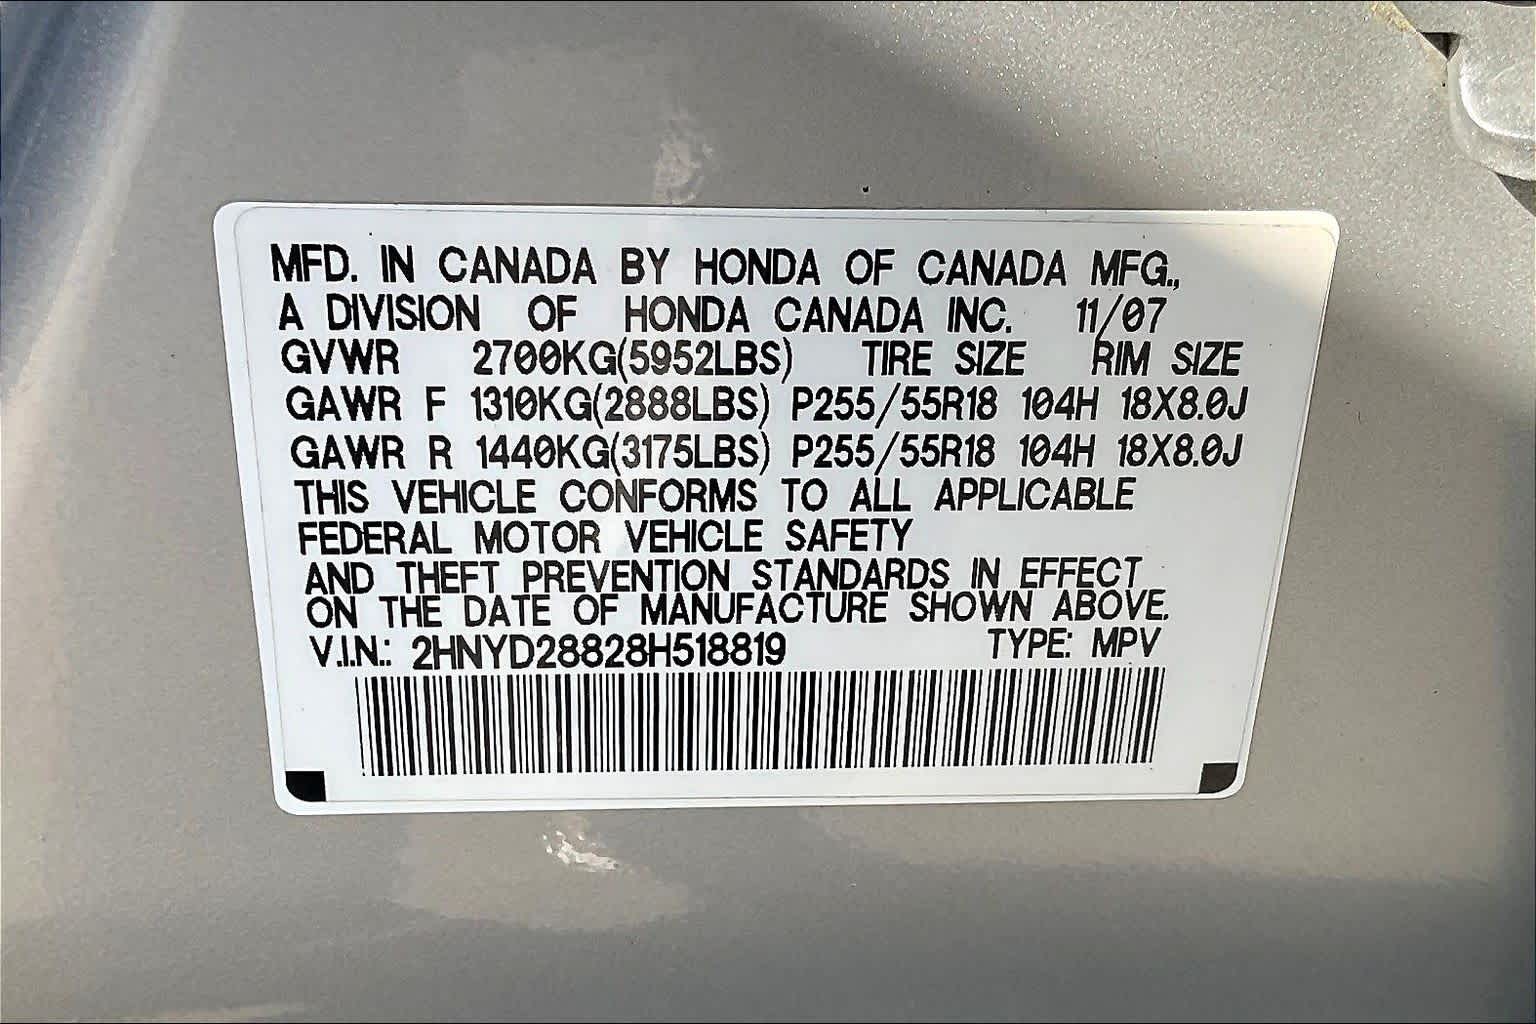 MFD. IN CANADA BY HONDA OF CANADA MFG.,
A DIVISION OF HONDA CANADA INC. 11/07
GVWR 2700KG(5952LBS) TIRE SIZE RIM SIZE
GAWR F 1310KG(2888LBS) P255/55R18 104H 18X8.0J
GAWR R 1440KG(3175LBS) P255/55R18 104H 18X8.0J
THIS VEHICLE CONFORMS TO ALL APPLICABLE
FEDERAL MOTOR VEHICLE SAFETY
AND THEFT PREVENTION STANDARDS IN EFFECT
ON THE DATE OF MANUFACTURE SHOWN ABOVE.
V.I.N.: 2HNYD28828H518819 TYPE: MPV